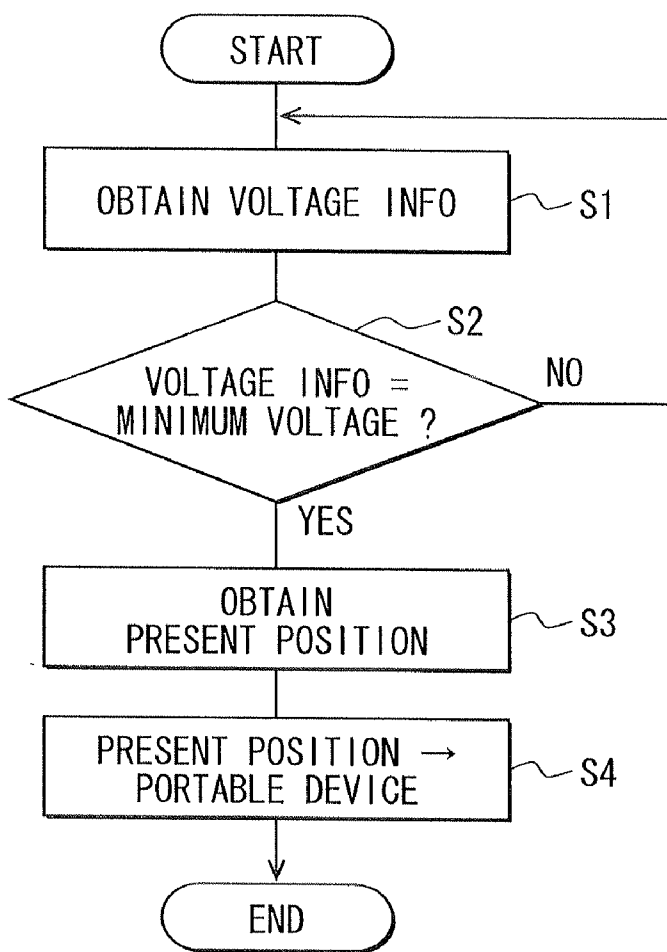 START
OBTAIN VOLTAGE INFO
S1
S2
VOLTAGE INFO =
MINIMUM VOLTAGE ?
NO
YES
OBTAIN
PRESENT POSITION
S3
PRESENT POSITION →
PORTABLE DEVICE
S4
END